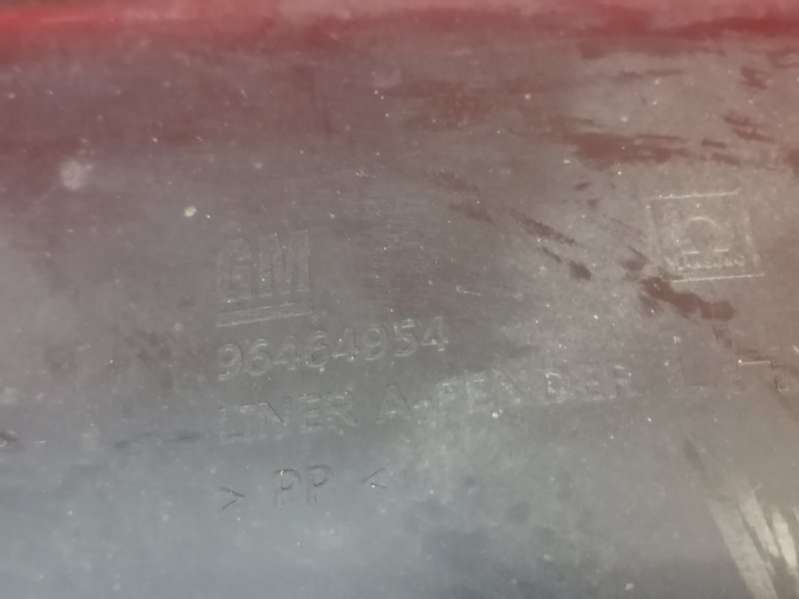 GM
96464954
LINER A-FENDER
> PP <